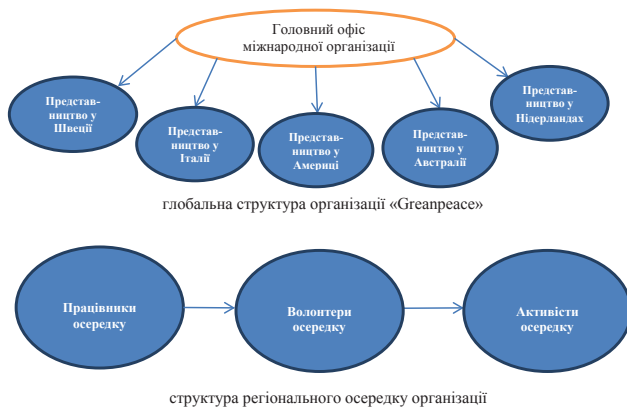 Головний офіс
міжнародної організації
Представ-
ництво у
Швеції
Представ-
ництво у
Італії
Представ-
ництво у
Америці
Представ-
ництво у
Австралії
Представ-
ництво у
Нідерландах
глобальна структура організації «Greanpeace»
Працівники
осередку
Волонтери
осередку
Активісти
осередку
структура регіонального осередку організації